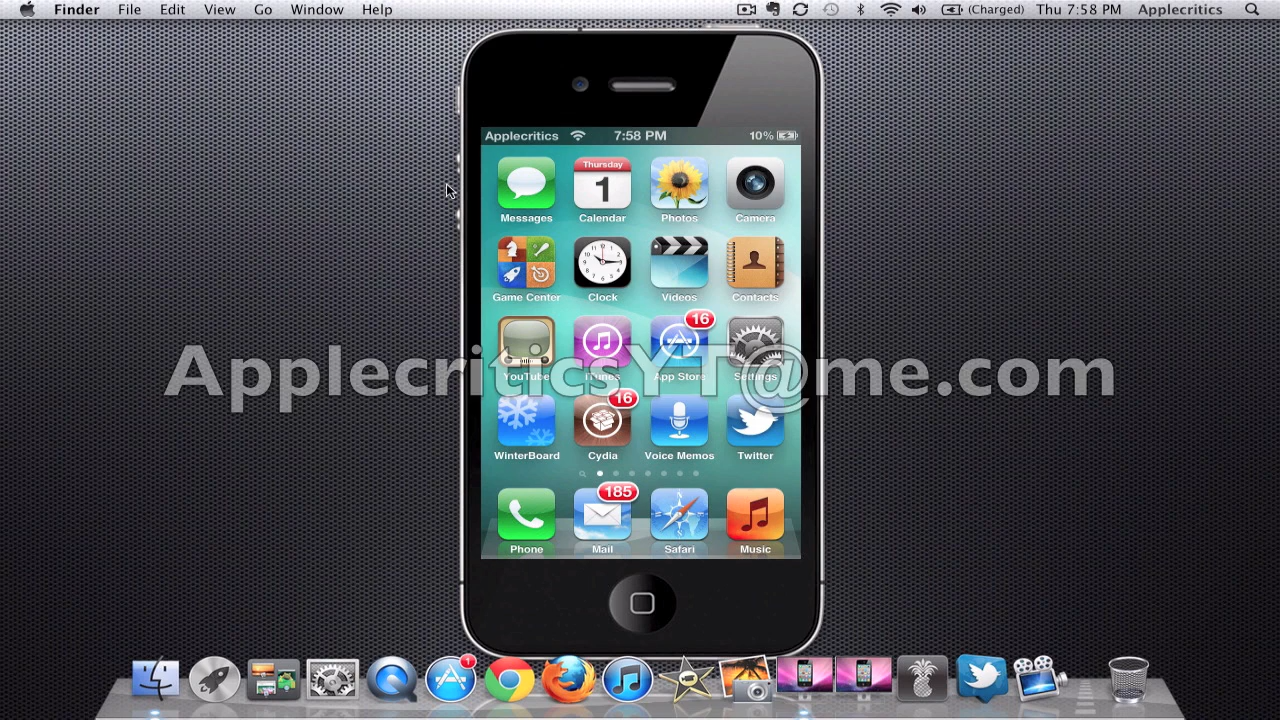 Finder File Edit View Go Window Help (Charged) Thu 7:58 PM Applecritics
Applecritics 7:58 PM 10%
Thursday
1
Messages Calendar Photos Camera
Game Center Clock Videos Contacts
16
YouTube iTunes App Store Settings
ApplecriticsYT@me.com
16
WinterBoard Cydia Voice Memos Twitter
185
Phone Mail Safari Music
1